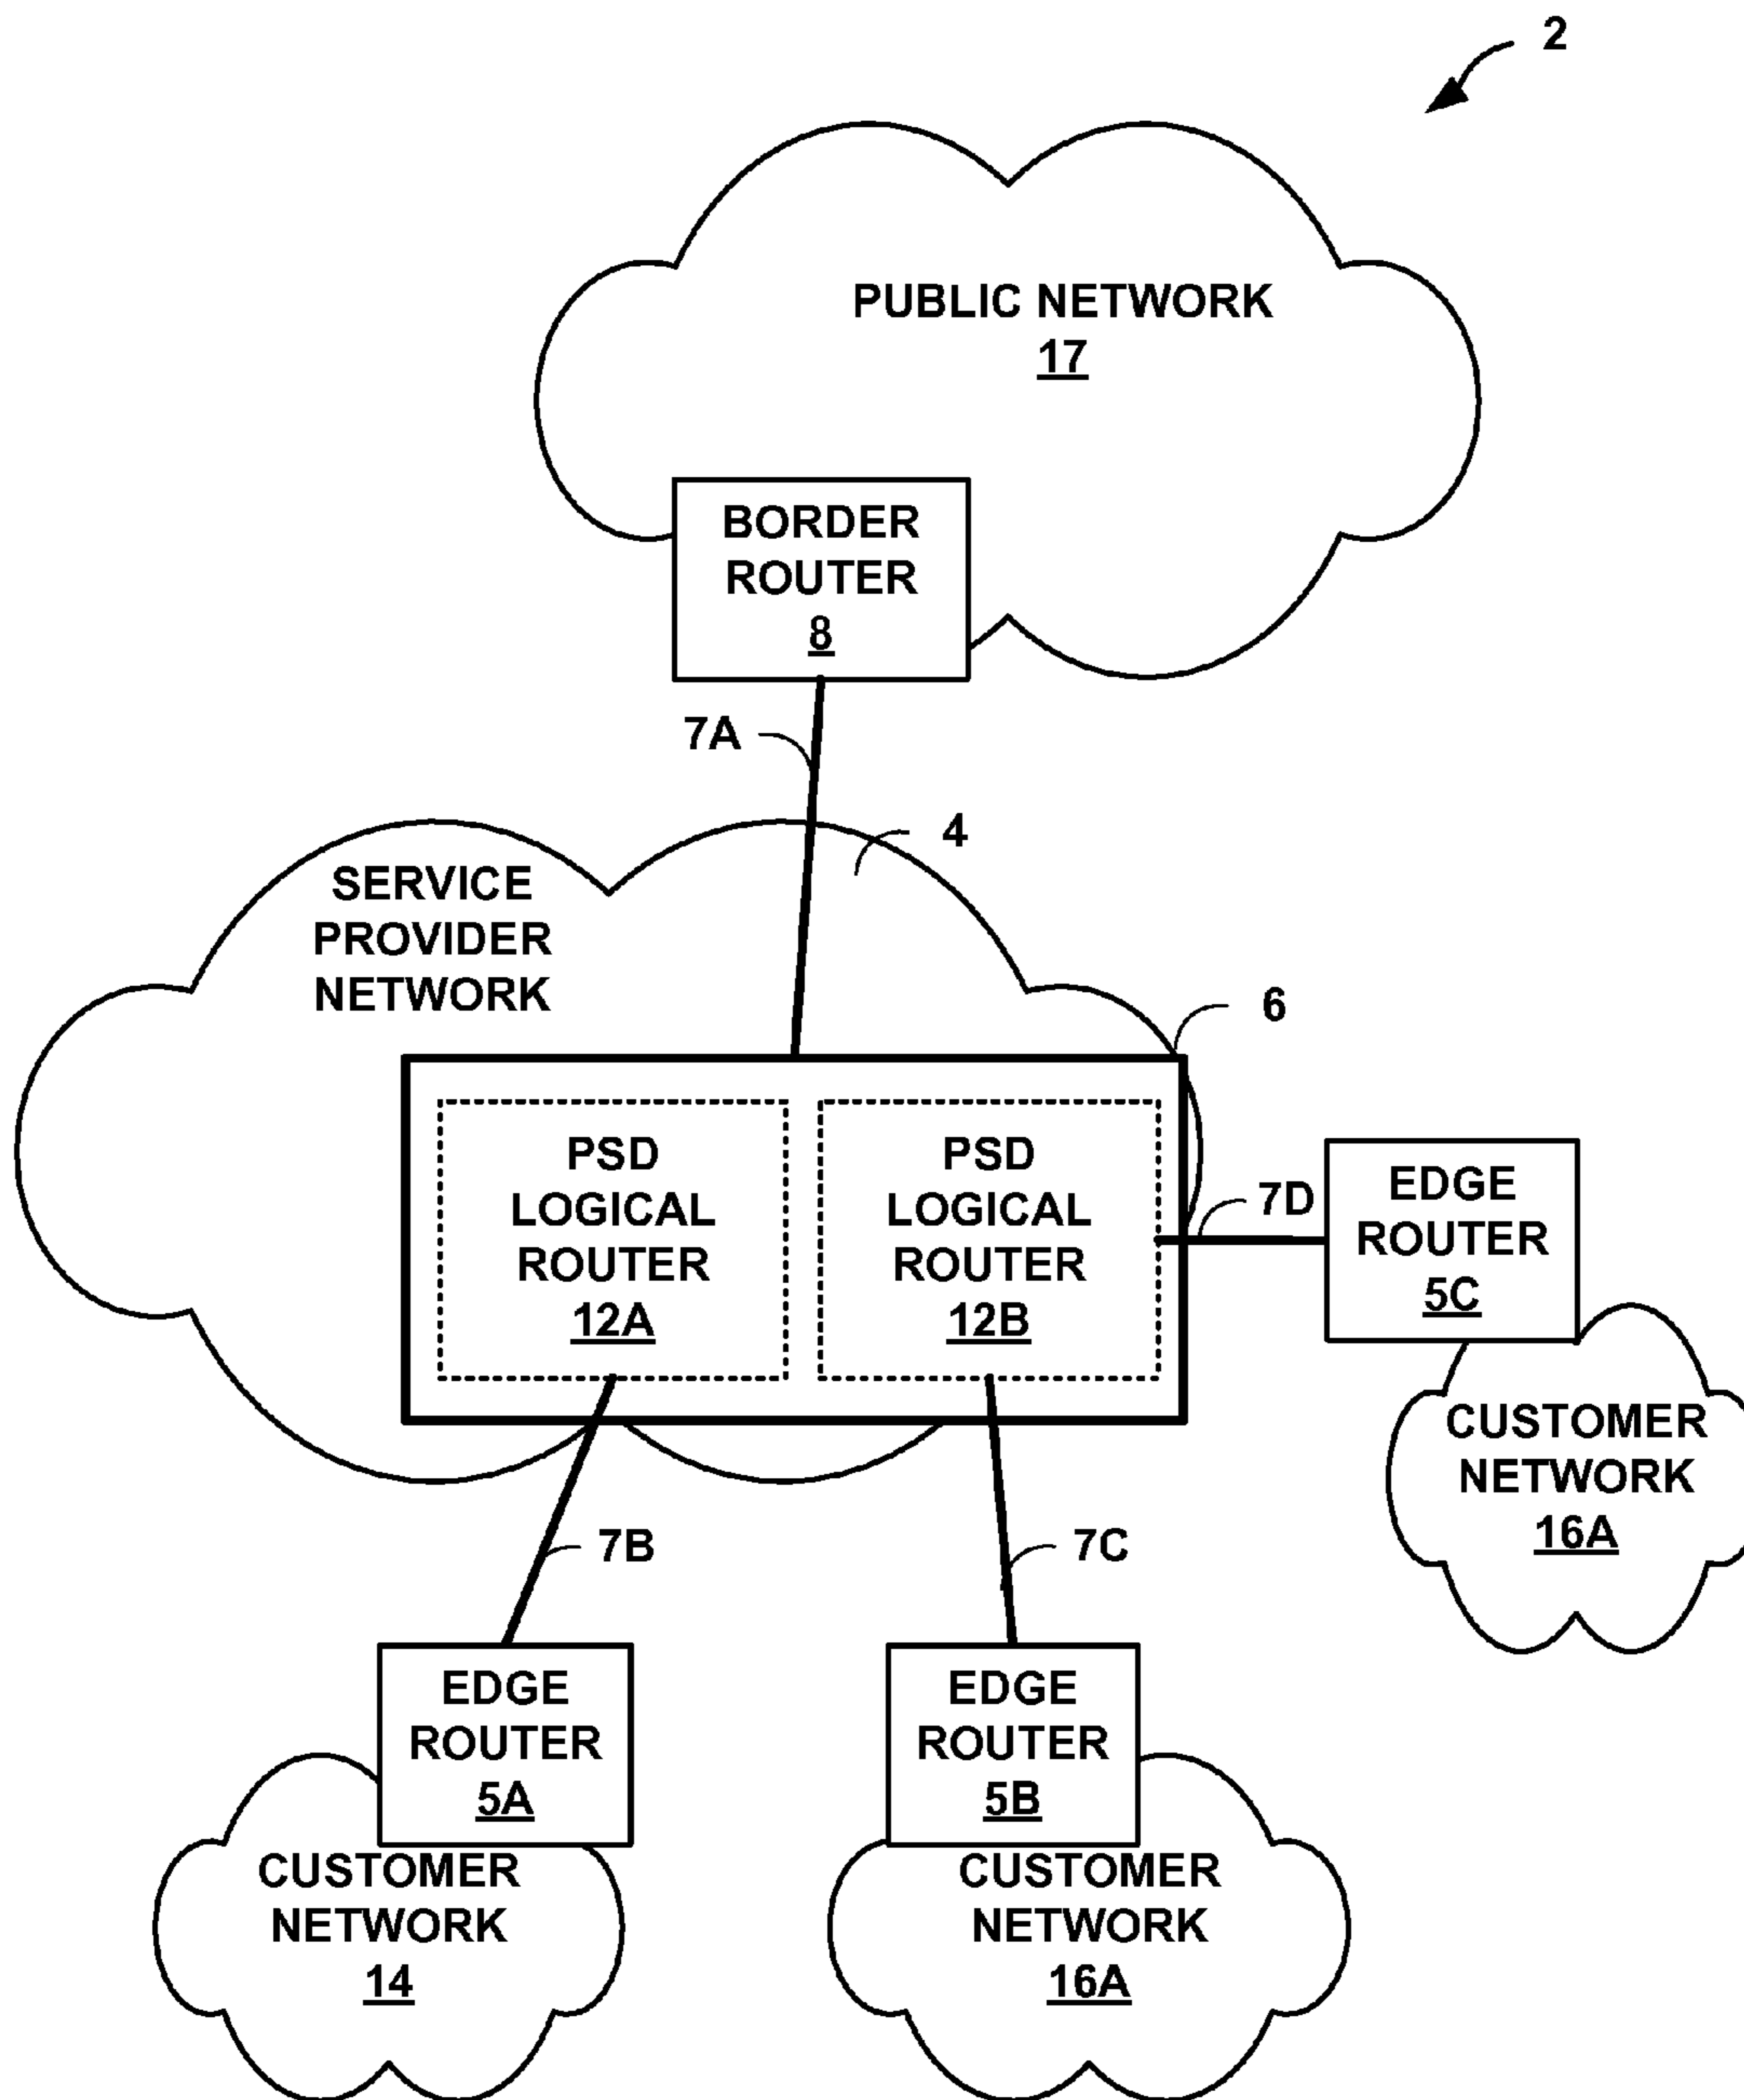 2
PUBLIC NETWORK
17
BORDER
ROUTER
8
7A
4
SERVICE
PROVIDER
NETWORK
6
PSD
LOGICAL
ROUTER
12A
PSD
LOGICAL
ROUTER
12B
7D
EDGE
ROUTER
5C
CUSTOMER
NETWORK
16A
7B
7C
EDGE
ROUTER
5A
CUSTOMER
NETWORK
14
EDGE
ROUTER
5B
CUSTOMER
NETWORK
16A